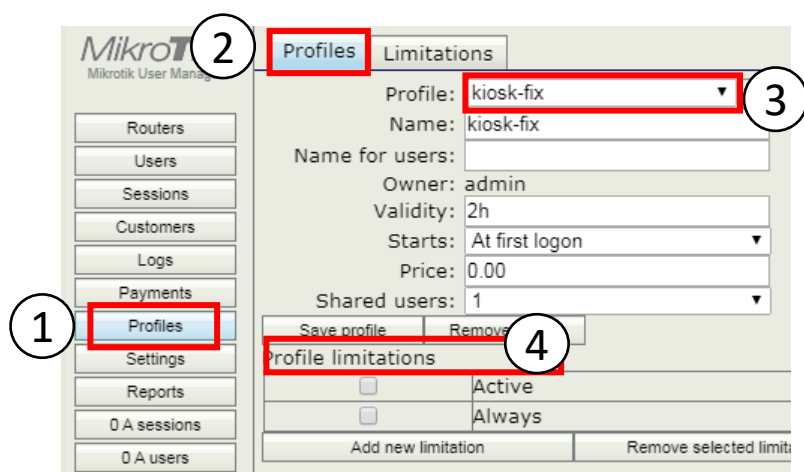 MikroT
Mikrotik User Manag
2
Profiles
Limitations
Profile: kiosk-fix
3
Name: kiosk-fix
Name for users:
Owner: admin
Validity: 2h
Starts: At first logon
Price: 0.00
Shared users: 1
Save profile
Remove
4
Profile limitations
Active
Always
Add new limitation
Remove selected limita
Routers
Users
Sessions
Customers
Logs
Payments
1
Profiles
Settings
Reports
0 A sessions
0 A users